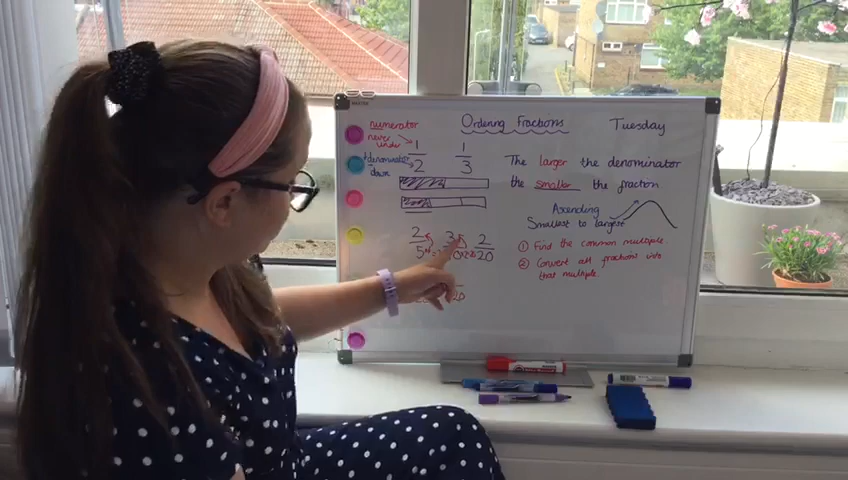 Ordering Fractions
Tuesday
numerator
never
under
1
2
1
3
denominator
down
The larger the denominator
the smaller the fraction
Ascending
Smallest to largest
2
5
3
2
20
① Find the common multiple.
② Convert all fractions into
that multiple.
20